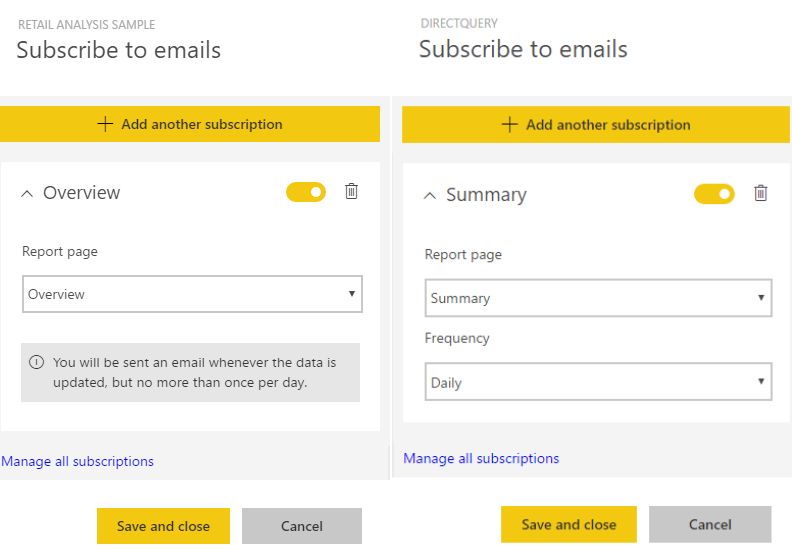 RETAIL ANALYSIS SAMPLE
Subscribe to emails
Add another subscription
Overview
Report page
Overview
You will be sent an email whenever the data is
updated, but no more than once per day.
Manage all subscriptions
Save and close
Cancel
DIRECTQUERY
Subscribe to emails
Add another subscription
Summary
Report page
Summary
Frequency
Daily
Manage all subscriptions
Save and close
Cancel